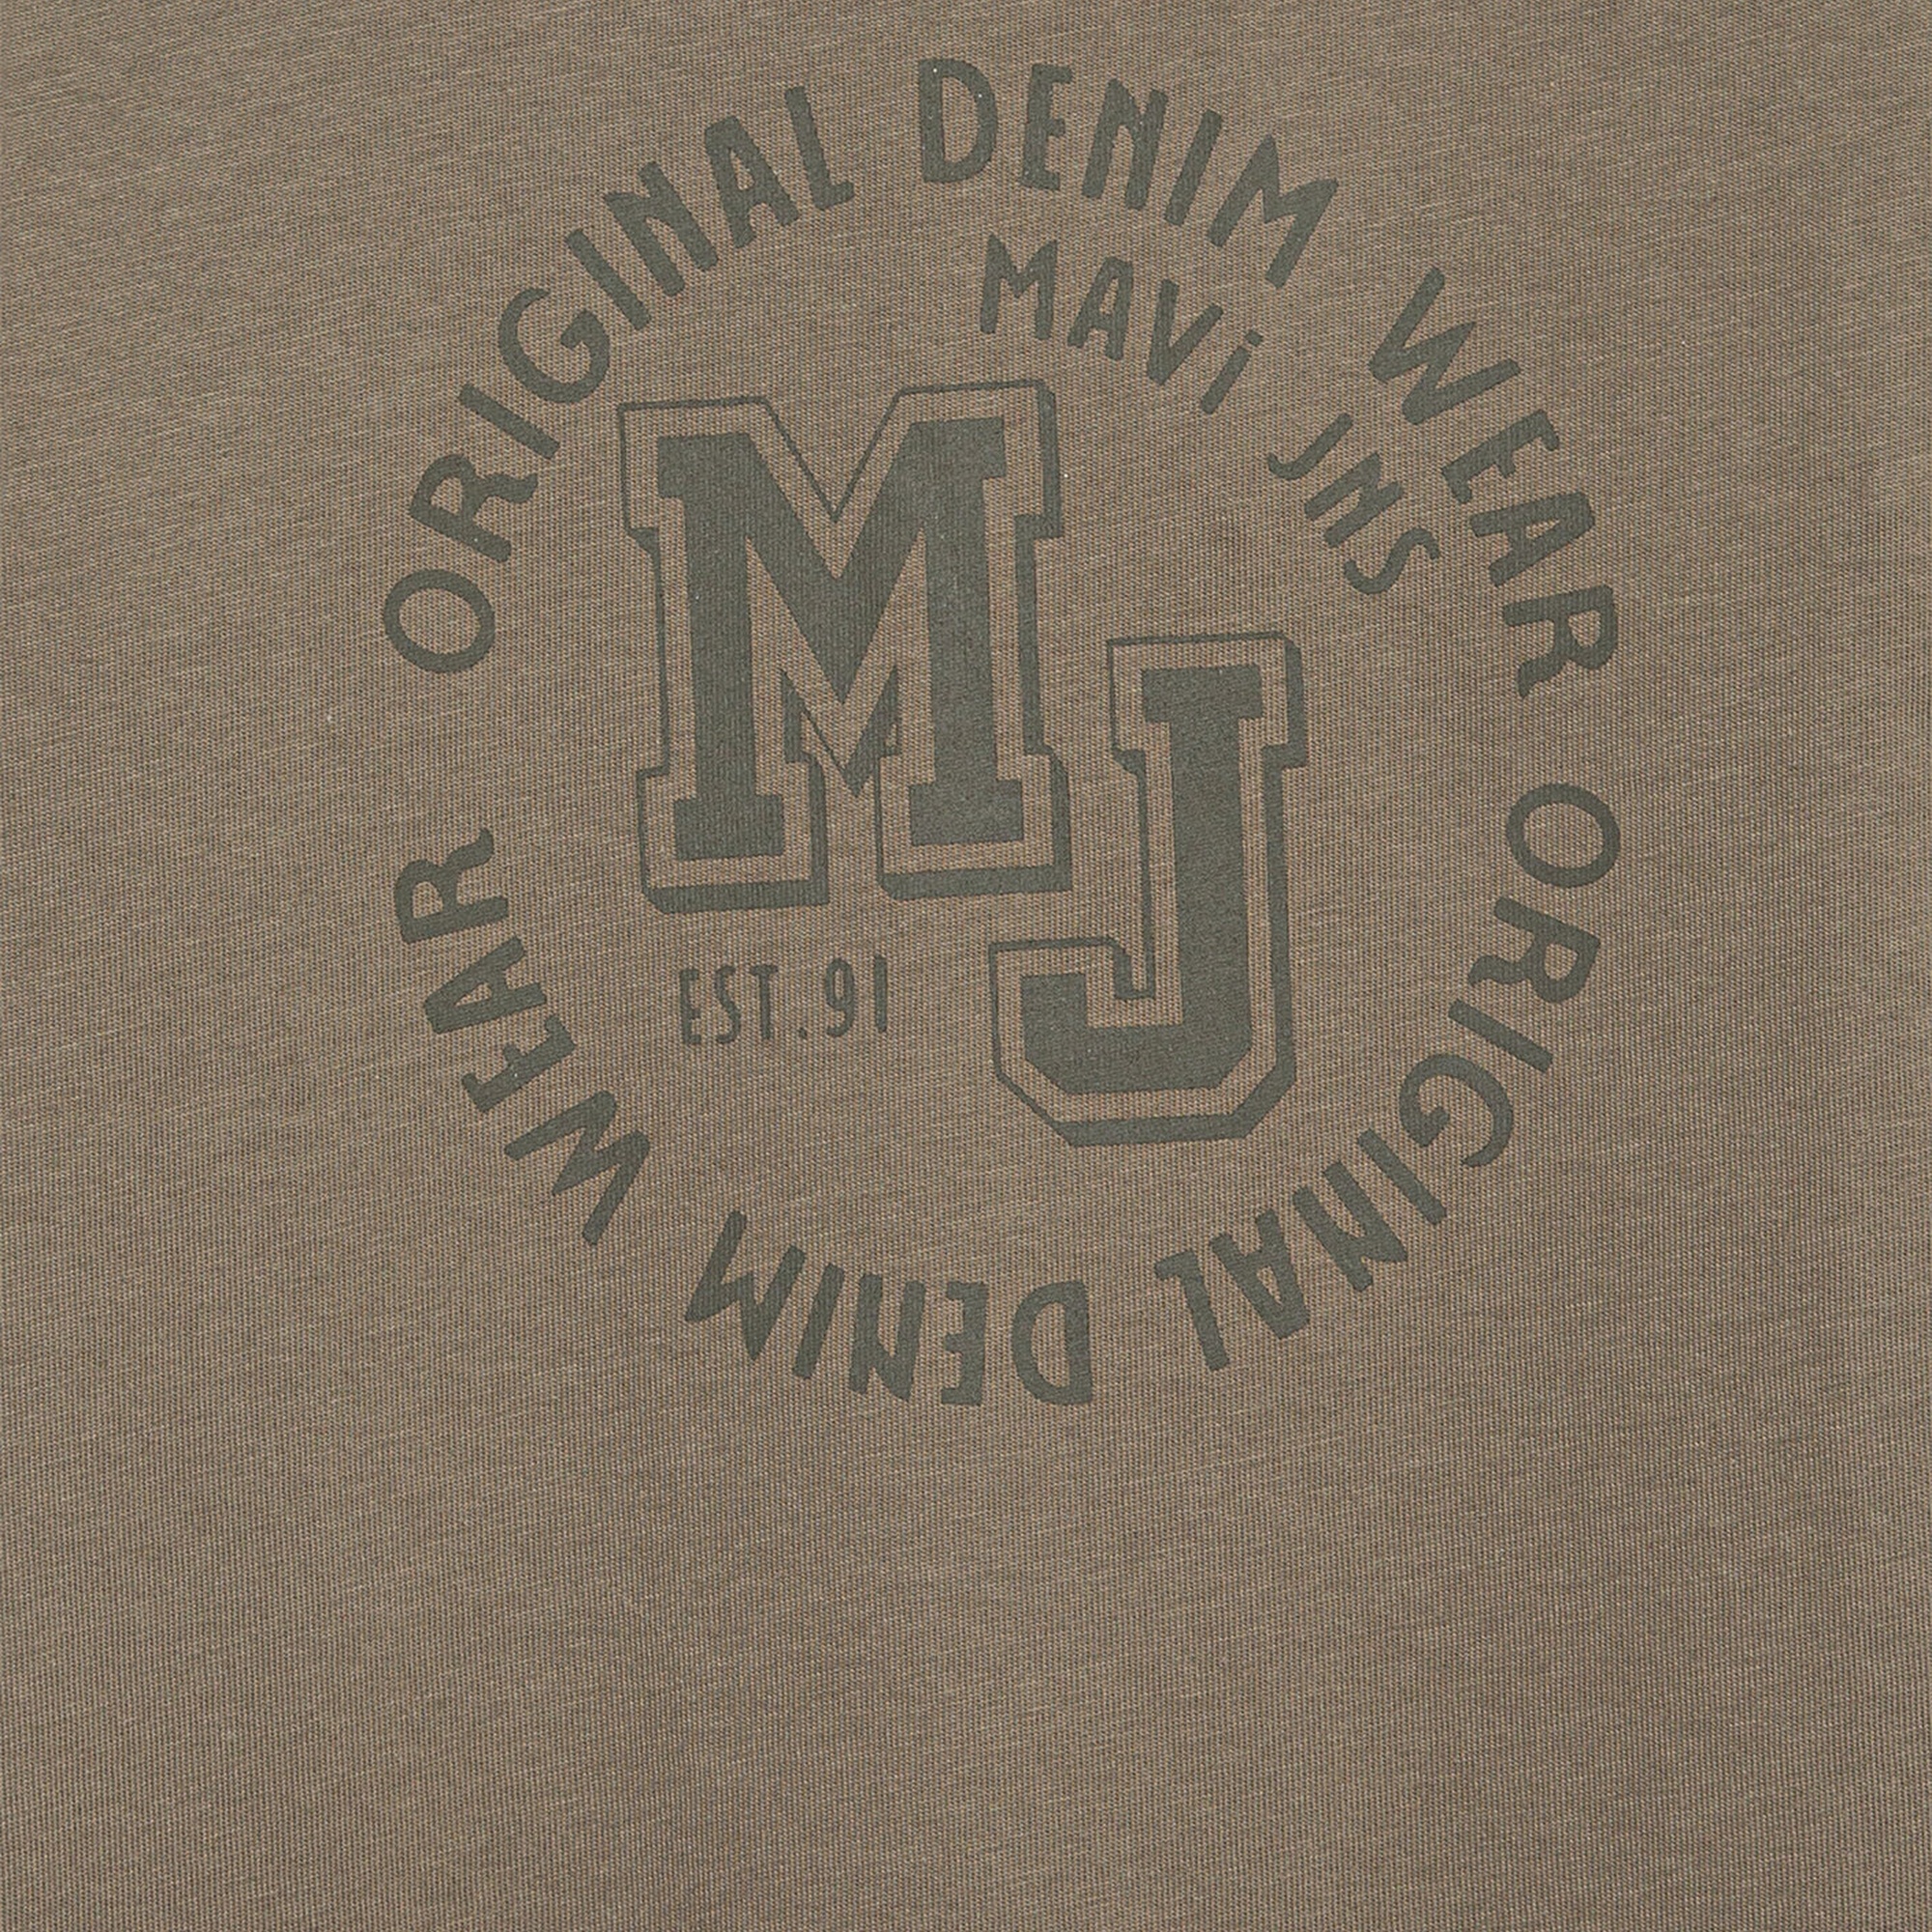 ORIGINAL DENIM WEAR ORIGINAL DENIM WEAR
MAVi JNS
MJ
EST.91